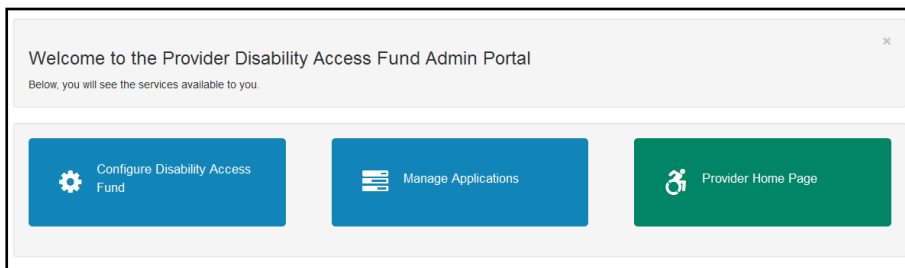 Welcome to the Provider Disability Access Fund Admin Portal
×
Below, you will see the services available to you.
Configure Disability Access
Fund
Manage Applications
Provider Home Page